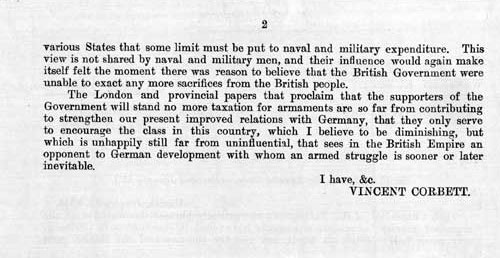 2
various States that some limit must be put to naval and military expenditure. This
view is not shared by naval and military men, and their influence would again make
itself felt the moment there was reason to believe that the British Government were
unable to exact any more sacrifices from the British people.
The London and provincial papers that proclaim that the supporters of the
Government will stand no more taxation for armaments are so far from contributing
to strengthen our present improved relations with Germany, that they only serve
to encourage the class in this country, which I believe to be diminishing, but
which is unhappily still far from uninfluential, that sees in the British Empire an
opponent to German development with whom an armed struggle is sooner or later
inevitable.
I have, &c.
VINCENT CORBETT.